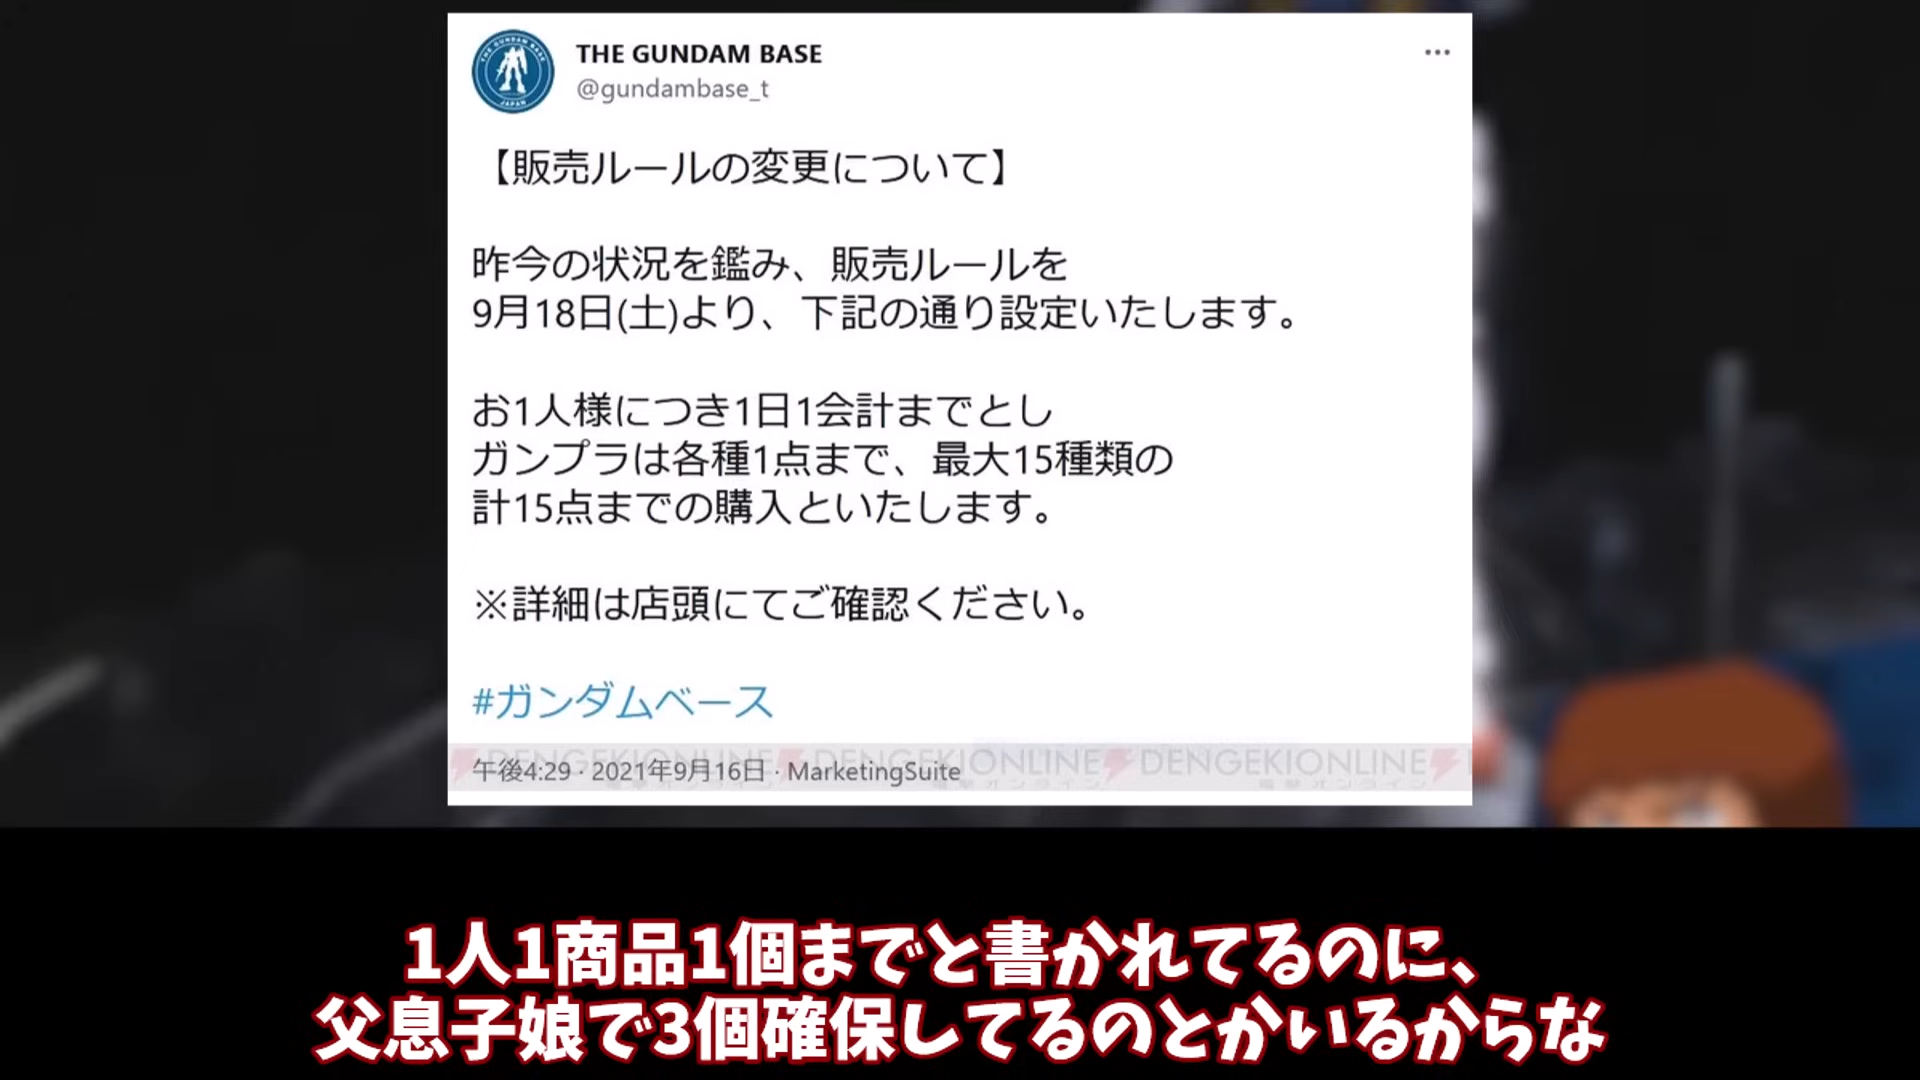 THE GUNDAM BASE
@gundambase_t
【販売ルールの変更について】
昨今の状況を鑑み、販売ルールを
9月18日(土)より、下記の通り設定いたします。
お1人様につき1日1会計までとし
ガンプラは各種1点まで、最大15種類の
計15点までの購入といたします。
※詳細は店頭にてご確認ください。
#ガンダムベース
DENGEKIONLINE DENGEKIONLINE DENGEKIONLINE
午後4:29 · 2021年9月16日 · MarketingSuite
1人1商品1個までと書かれてるのに、
父息子娘で3個確保してるのとかいるからな